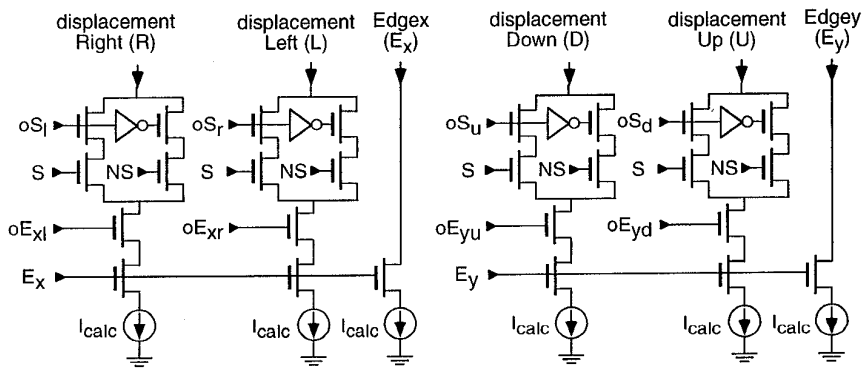 displacement
Right (R)
displacement
Left (L)
Edgex
(Ex)
displacement
Down (D)
displacement
Up (U)
Edgey
(Ey)
oSl
oSr
oSu
oSd
S
NS
S
NS
S
NS
S
NS
oExl
oExr
oEyu
oEyd
Ex
Ey
Icalc
Icalc
Icalc
Icalc
Icalc
Icalc